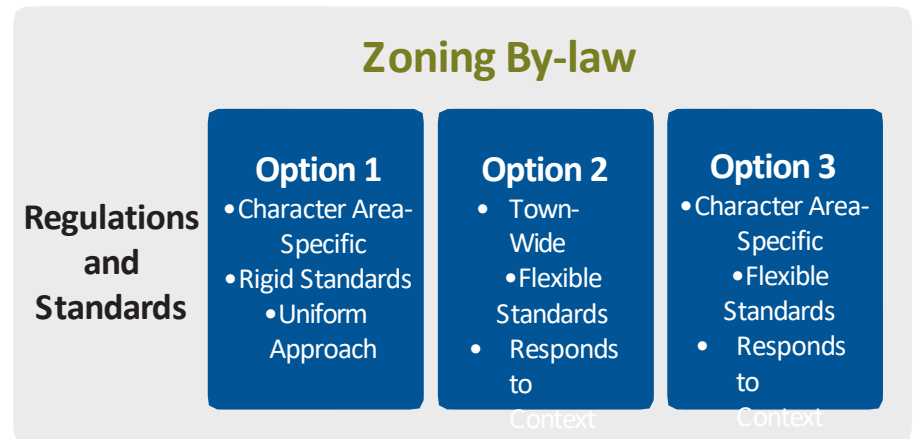 Zoning By-law
Regulations
and
Standards
Option 1
•Character Area-
Specific
•Rigid Standards
•Uniform
Approach
Option 2
• Town-
Wide
•Flexible
Standards
• Responds
to
Context
Option 3
•Character Area-
Specific
•Flexible
Standards
• Responds
to
Context